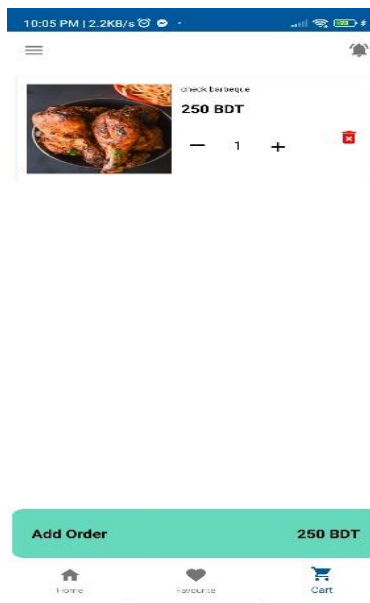 10:05 PM | 2.2KB/s
check barbeque
250 BDT
1
Add Order 250 BDT
Home Favourite Cart